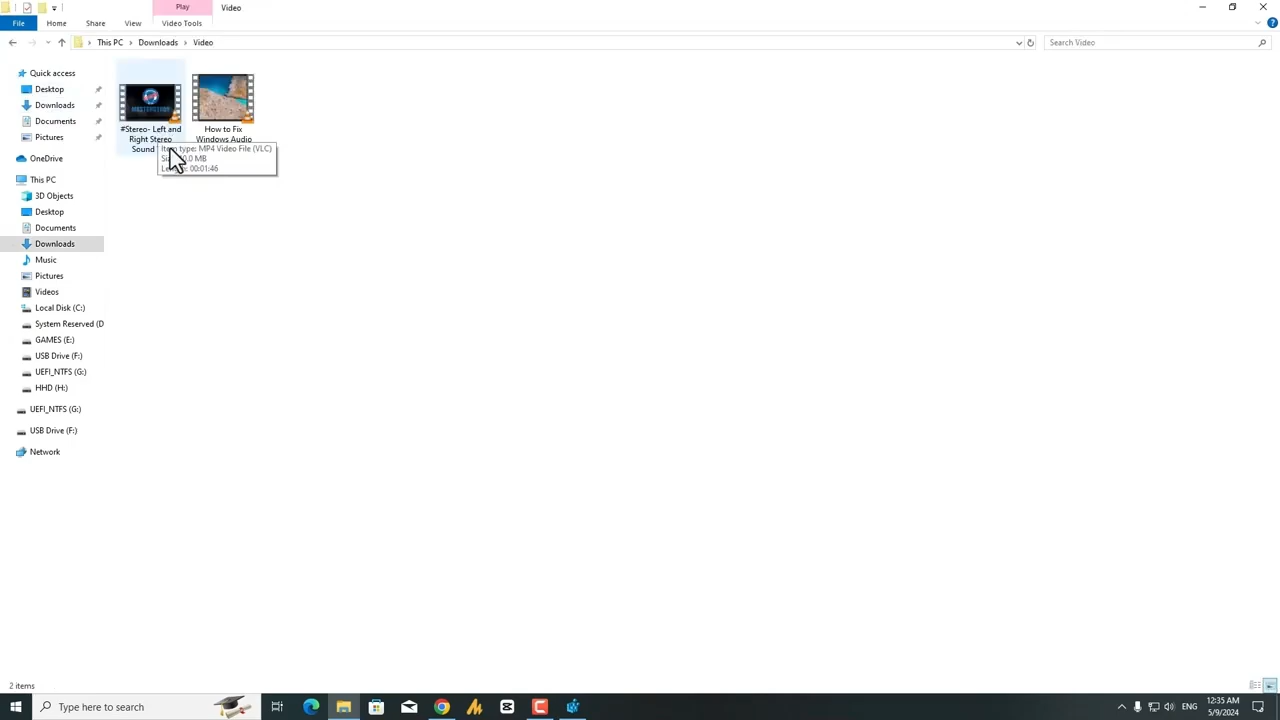 Play
Video
File
Home
Share
View
Video Tools
This PC
Downloads
Video
Search Video
Quick access
Desktop
Downloads
Documents
Pictures
OneDrive
This PC
3D Objects
Desktop
Documents
Downloads
Music
Pictures
Videos
Local Disk (C:)
System Reserved (D
GAMES (E:)
USB Drive (F:)
UEFI_NTFS (G:)
HHD (H:)
UEFI_NTFS (G:)
USB Drive (F:)
Network
#Stereo- Left and
Right Stereo
Sound
How to Fix
Windows Audio
Item type: MP4 Video File (VLC)
0.0 MB
00:01:46
2 items
Type here to search
ENG
12:35 AM
5/9/2024